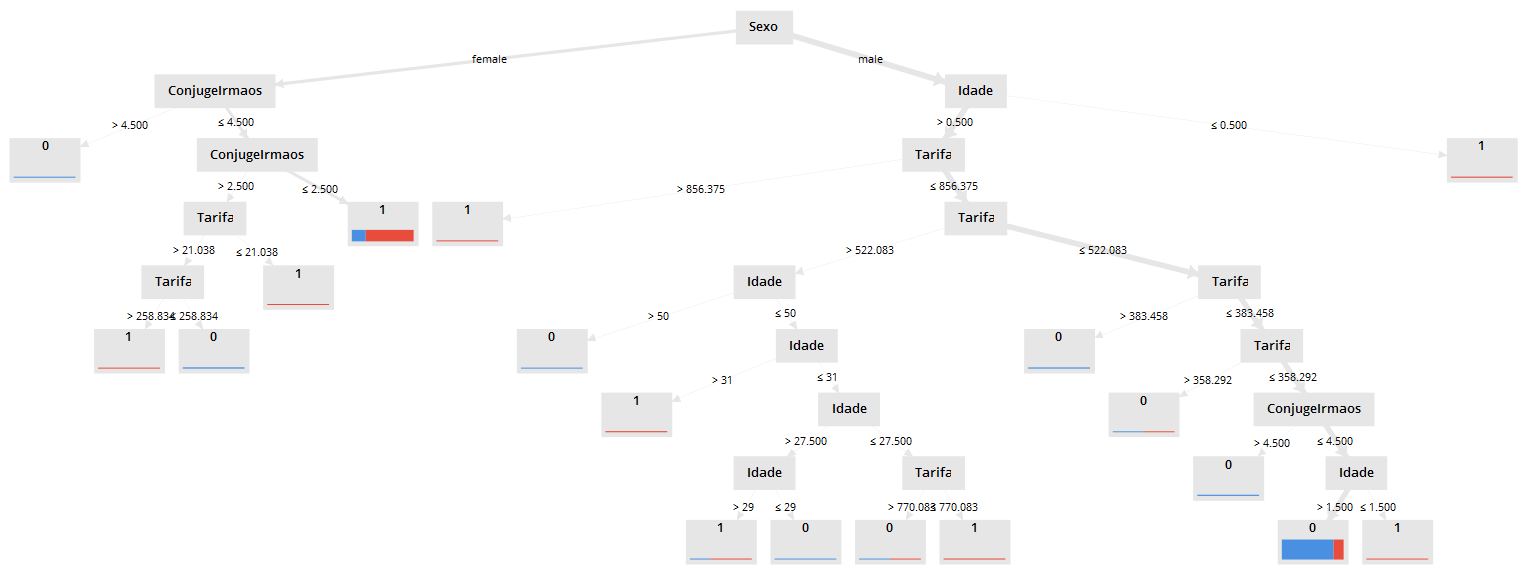 Sexo
female
male
ConjugeIrmaos
Idade
> 4.500
≤ 4.500
> 0.500
≤ 0.500
0
ConjugeIrmaos
Tarifa
1
> 2.500
≤ 2.500
> 856.375
≤ 856.375
Tarifa
1
1
Tarifa
> 21.038
≤ 21.038
> 522.083
≤ 522.083
Tarifa
1
Idade
Tarifa
> 258.834
≤ 258.834
> 50
≤ 50
> 383.458
≤ 383.458
1
0
0
Idade
0
Tarifa
> 31
≤ 31
> 358.292
≤ 358.292
1
Idade
0
ConjugeIrmaos
> 27.500
≤ 27.500
> 4.500
≤ 4.500
Idade
Tarifa
0
Idade
> 29
≤ 29
> 770.083
≤ 770.083
> 1.500
≤ 1.500
1
0
0
1
0
1